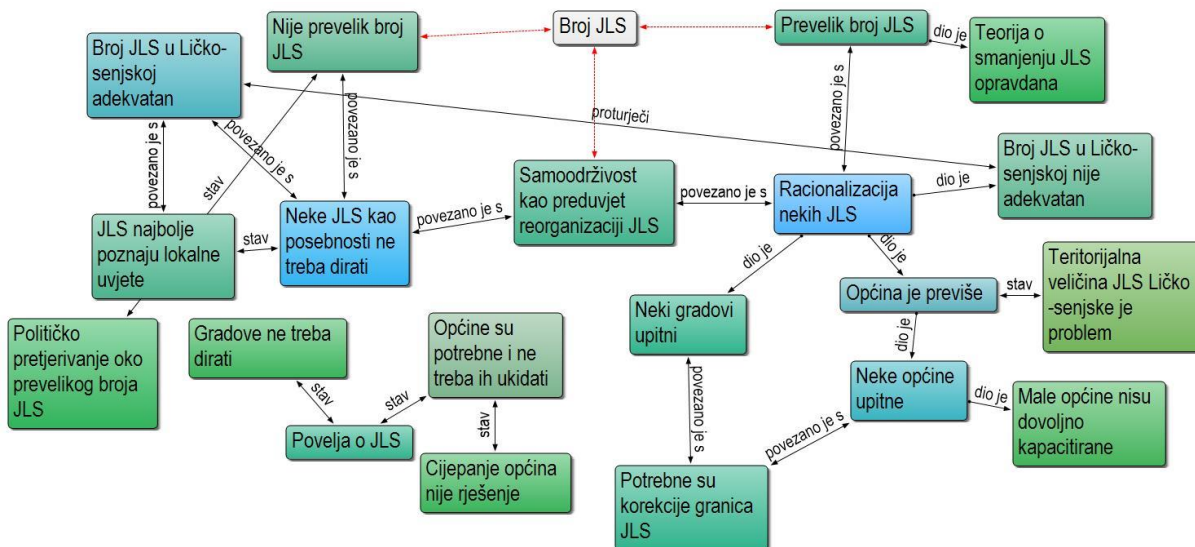 Broj JLS u Ličko-
senjskoj
adekvatan
Nije prevelik broj
JLS
Broj JLS
Prevelik broj JLS
dio je
Teorija o
smanjenju JLS
opravdana
povezano je s
povezano je s
stav
povezano je s
proturječi
povezano je s
JLS najbolje
poznaju lokalne
uvjete
stav
Neke JLS kao
posebnosti ne
treba dirati
povezano je s
Samoodrživost
kao preduvjet
reorganizaciji JLS
povezano je s
Racionalizacija
nekih JLS
dio je
Broj JLS u Ličko-
senjskoj nije
adekvatan
dio je
dio je
Političko
pretjerivanje oko
prevelikog broja
JLS
Gradove ne treba
dirati
Općine su
potrebne i ne
treba ih ukidati
Neki gradovi
upitni
Općina je previše
stav
Teritorijalna
veličina JLS Ličko
-senjske je
problem
stav
stav
dio je
Povelja o JLS
stav
Cijepanje općina
nije rješenje
povezano je s
Neke općine
upitne
dio je
Male općine nisu
dovoljno
kapacitirane
povezano je s
Potrebne su
korekcije granica
JLS